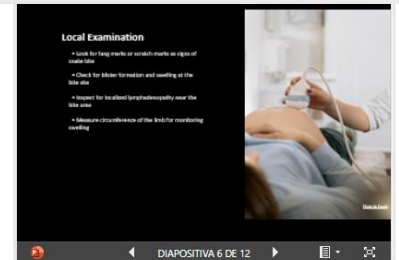 Local Examination
• Look for fang marks or scratch marks as signs of
snake bite
• Check for blister formation and swelling at the
bite site
• Inspect for localized lymphadenopathy near the
bite area
• Measure circumference of the limb for monitoring
swelling
DIAPOSITIVA 6 DE 12